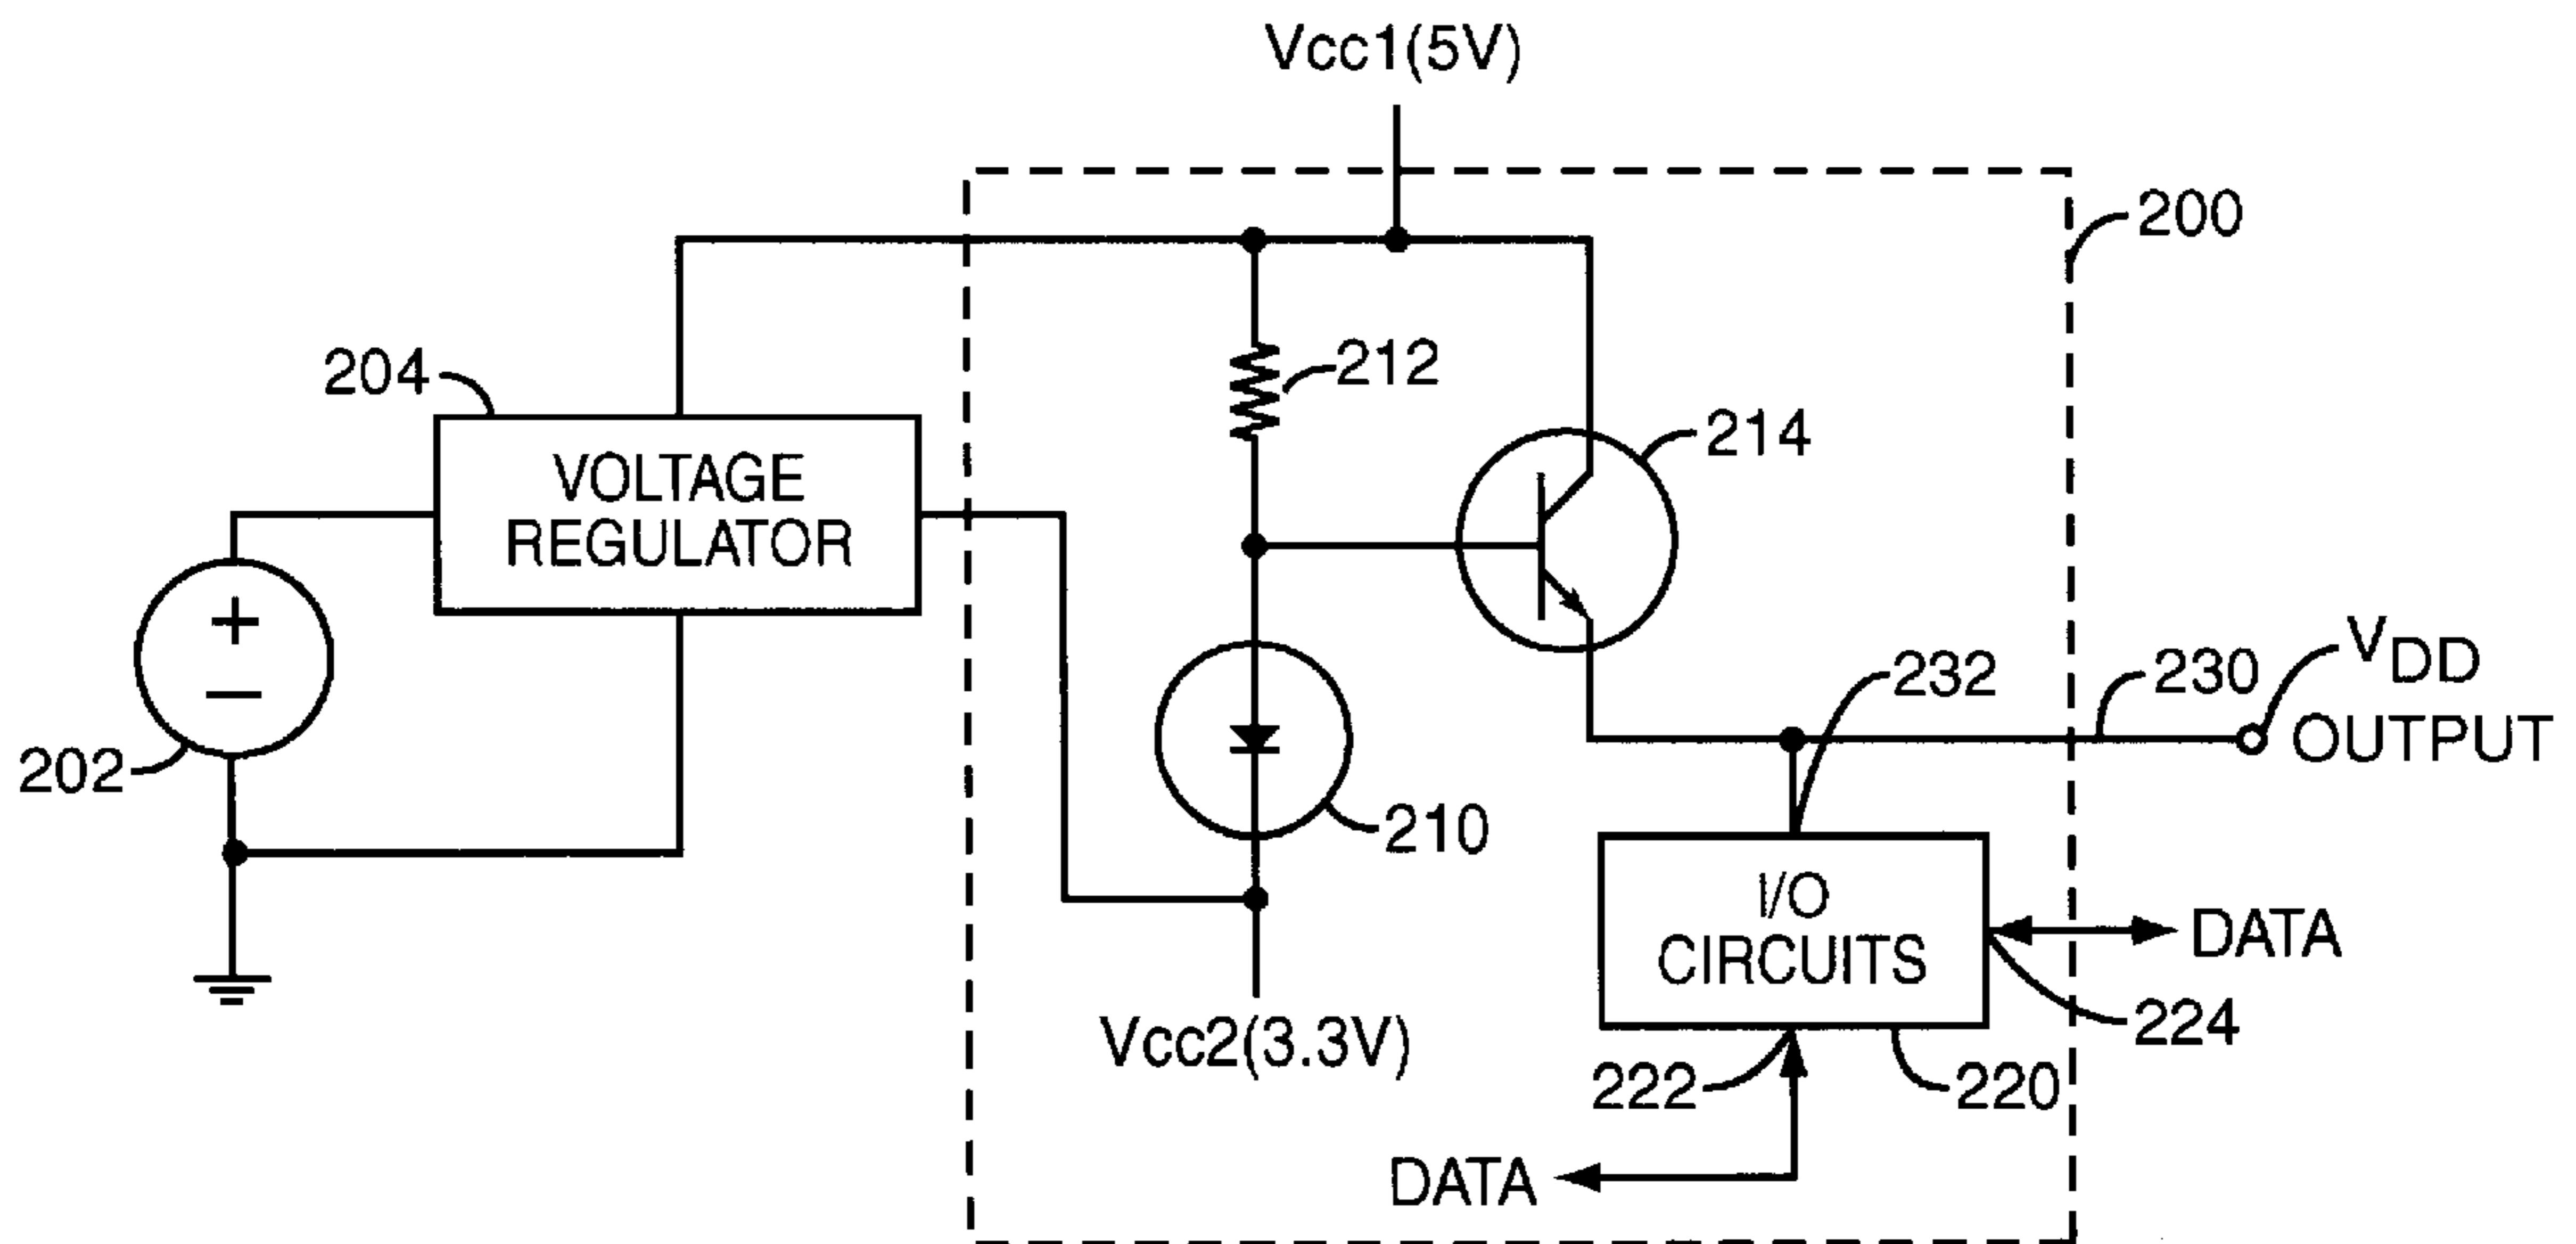 Vcc1(5V)
200
204
212
214
VOLTAGE
REGULATOR
202
232
230
VDD
OUTPUT
210
I/O
CIRCUITS
DATA
224
Vcc2(3.3V)
222
220
DATA